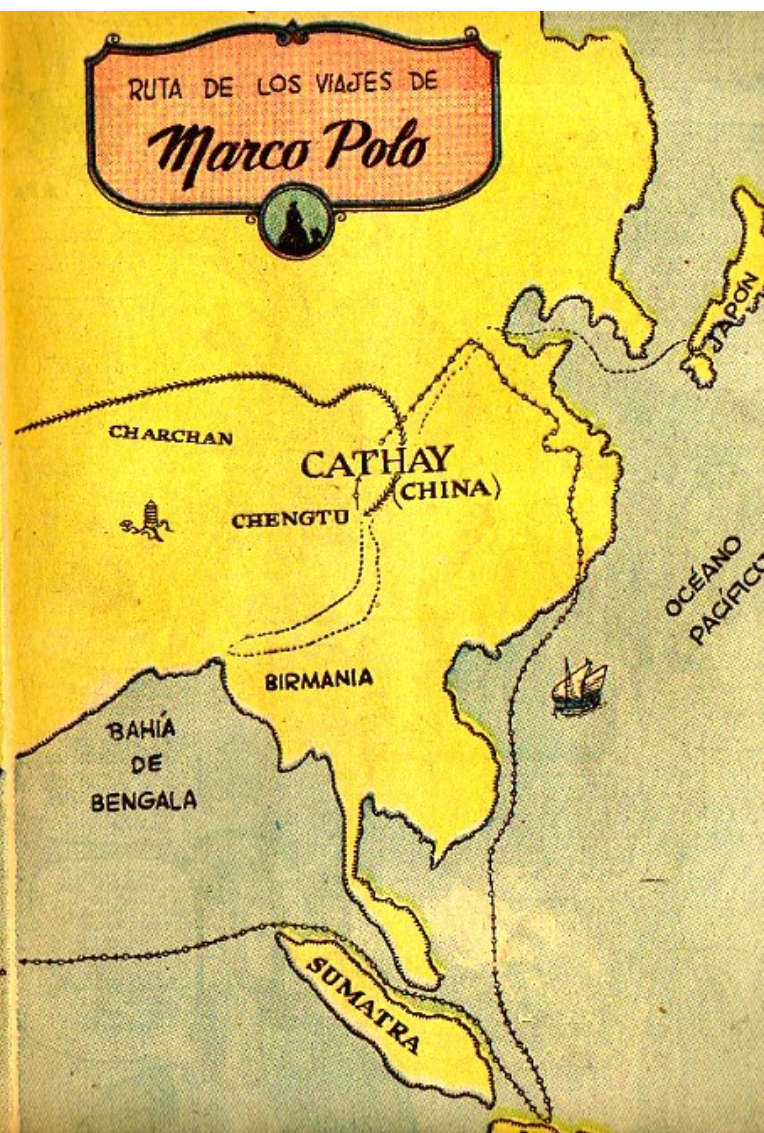 RUTA DE LOS VIAJES DE
Marco Polo
JAPÓN
CHARCHAN
CATHAY
(CHINA)
CHENGTU
OCÉANO
PACÍFICO
BIRMANIA
BAHÍA
DE
BENGALA
SUMATRA